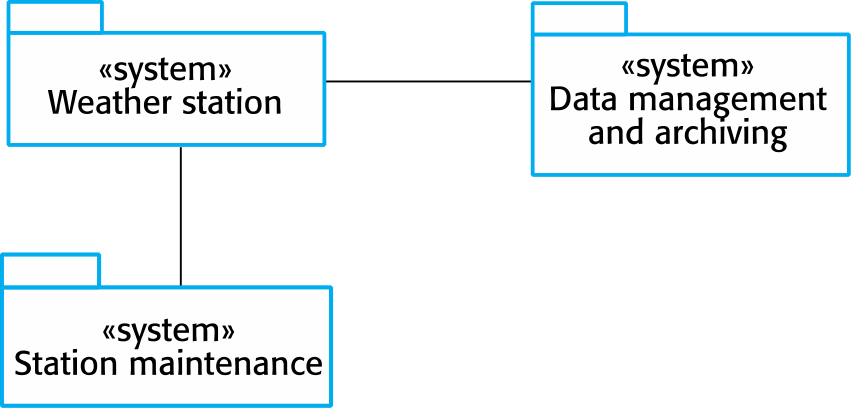 «system»
Weather station
«system»
Data management
and archiving
«system»
Station maintenance